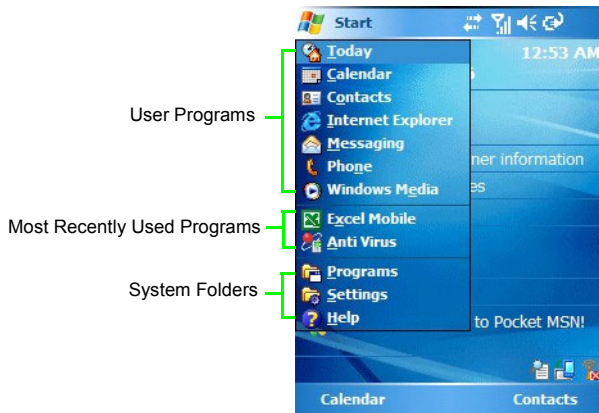 Start
12:53 AM
User Programs
Today
Calendar
Contacts
Internet Explorer
Messaging
Phone
Windows Media
ner information
es
Most Recently Used Programs
Excel Mobile
Anti Virus
System Folders
Programs
Settings
Help
to Pocket MSN!
Calendar
Contacts